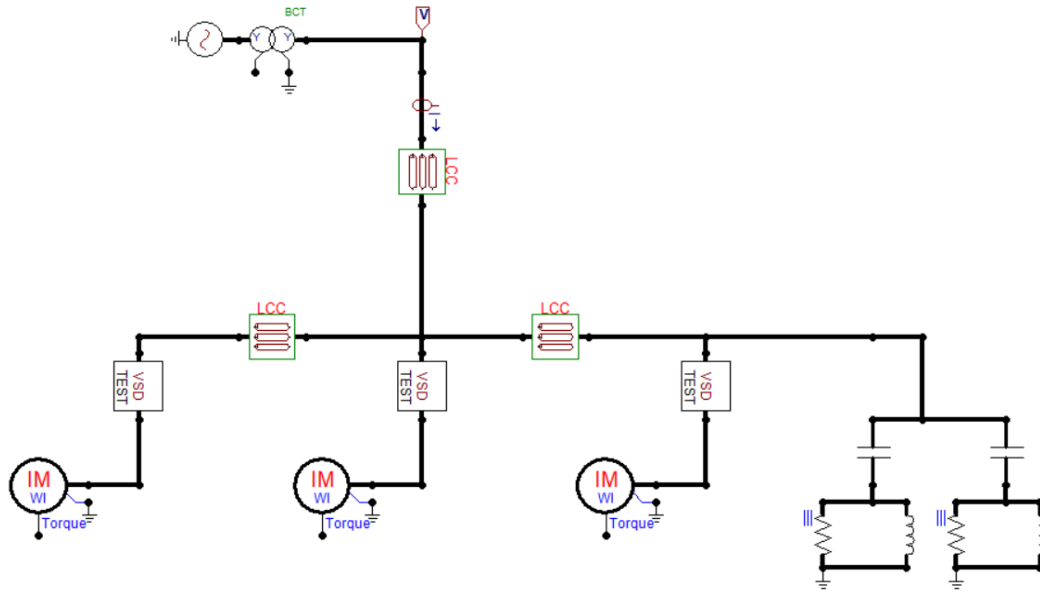 BCT
V
Y Y
I
LCC
LCC LCC
VSD
TEST
VSD
TEST
VSD
TEST
IM
WI
Torque
IM
WI
Torque
IM
WI
Torque